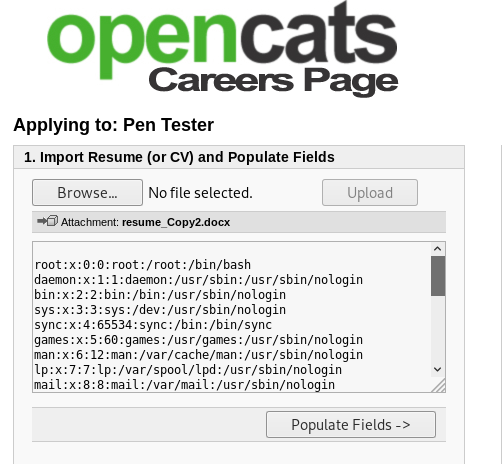 opencats
Careers Page
Applying to: Pen Tester
1. Import Resume (or CV) and Populate Fields
Browse... No file selected. Upload
Attachment: resume_Copy2.docx
root:x:0:0:root:/root:/bin/bash
daemon:x:1:1:daemon:/usr/sbin:/usr/sbin/nologin
bin:x:2:2:bin:/bin:/usr/sbin/nologin
sys:x:3:3:sys:/dev:/usr/sbin/nologin
sync:x:4:65534:sync:/bin:/bin/sync
games:x:5:60:games:/usr/games:/usr/sbin/nologin
man:x:6:12:man:/var/cache/man:/usr/sbin/nologin
lp:x:7:7:lp:/var/spool/lpd:/usr/sbin/nologin
mail:x:8:8:mail:/var/mail:/usr/sbin/nologin
Populate Fields ->